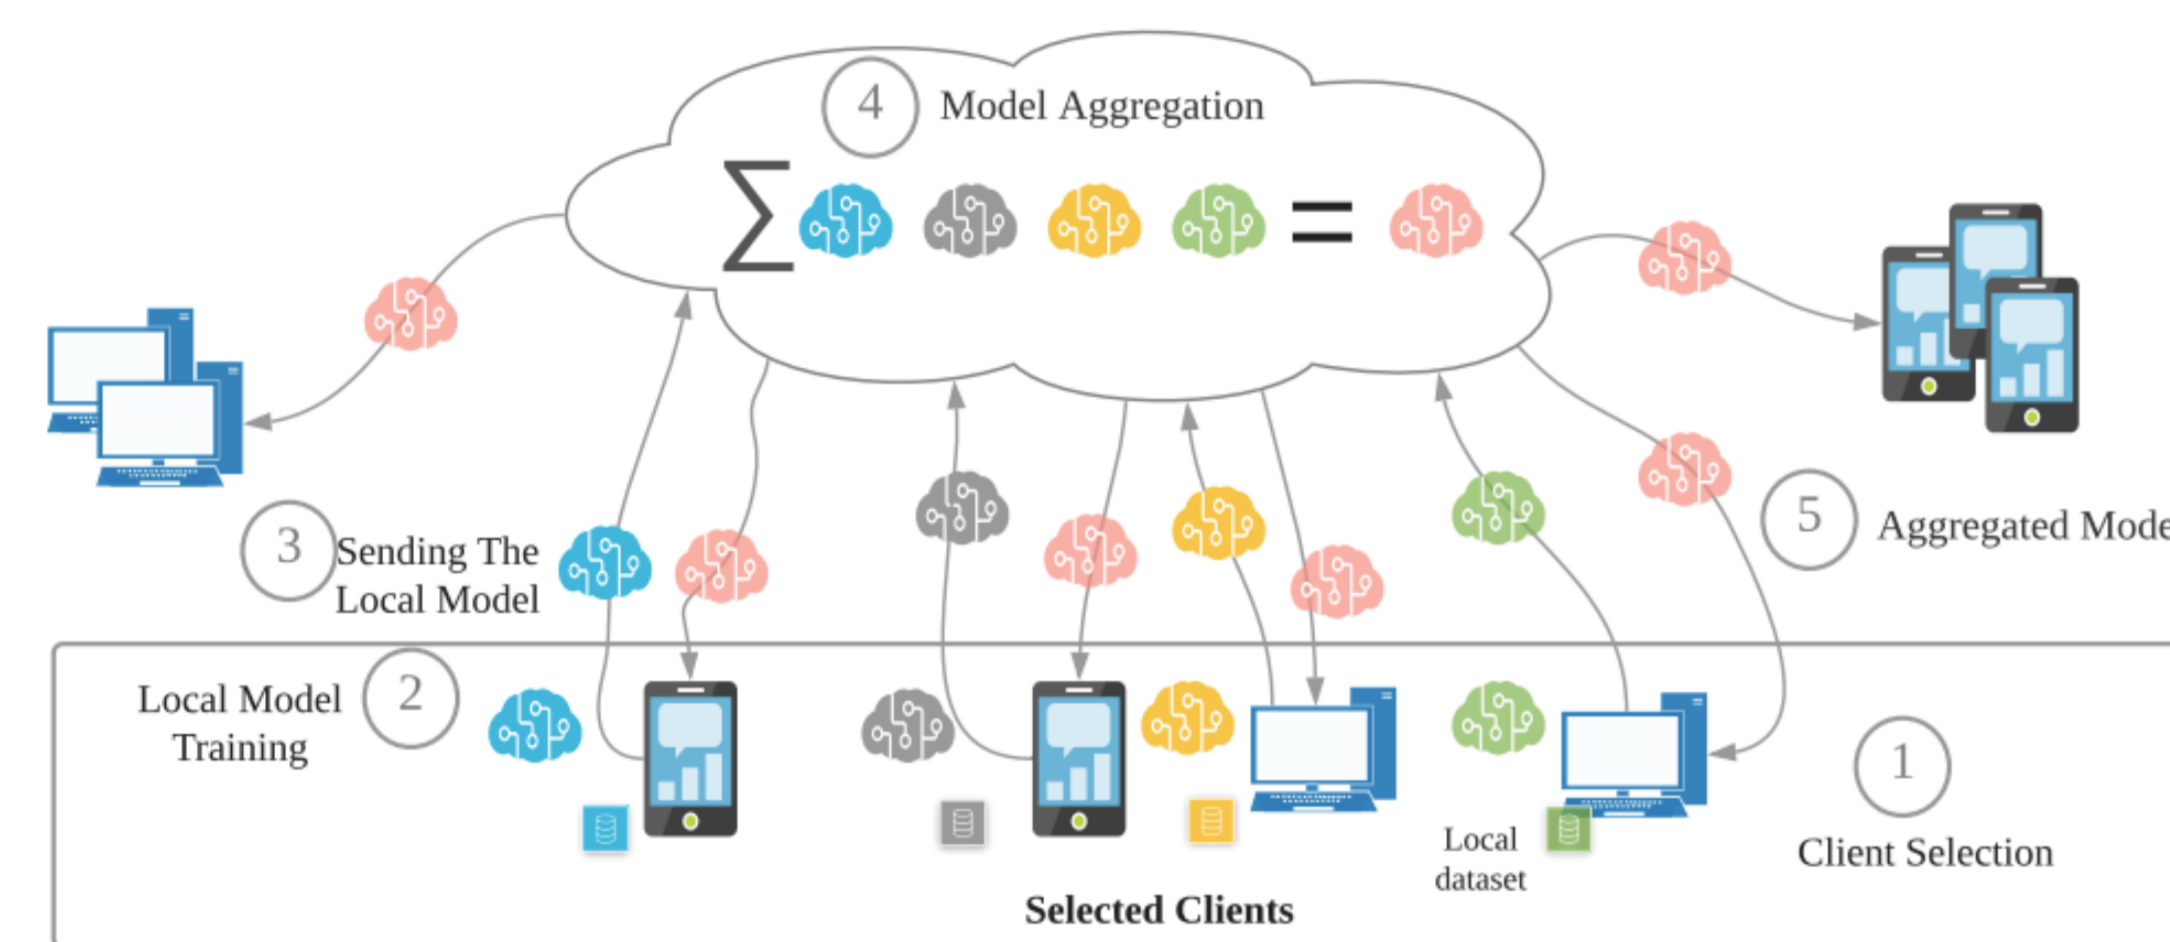 4
Model Aggregation
∑
=
3
Sending The
Local Model
5
Aggregated Mode
2
Local Model
Training
1
Client Selection
Local
dataset
Selected Clients